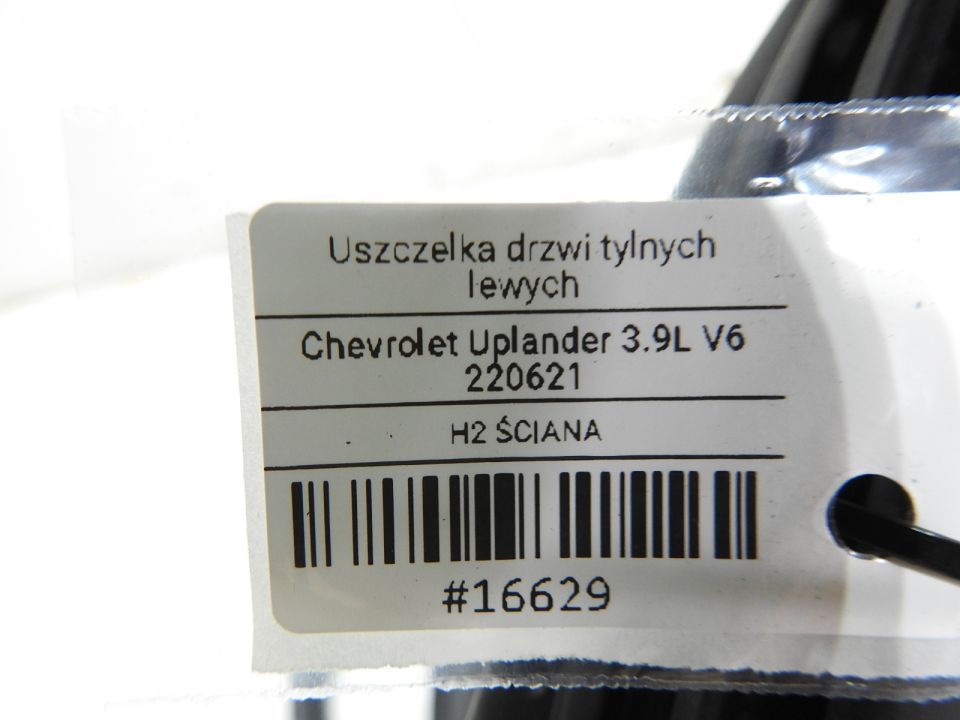 Uszczelka drzwi tylnych
lewych
Chevrolet Uplander 3.9L V6
220621
H2 ŚCIANA
#16629